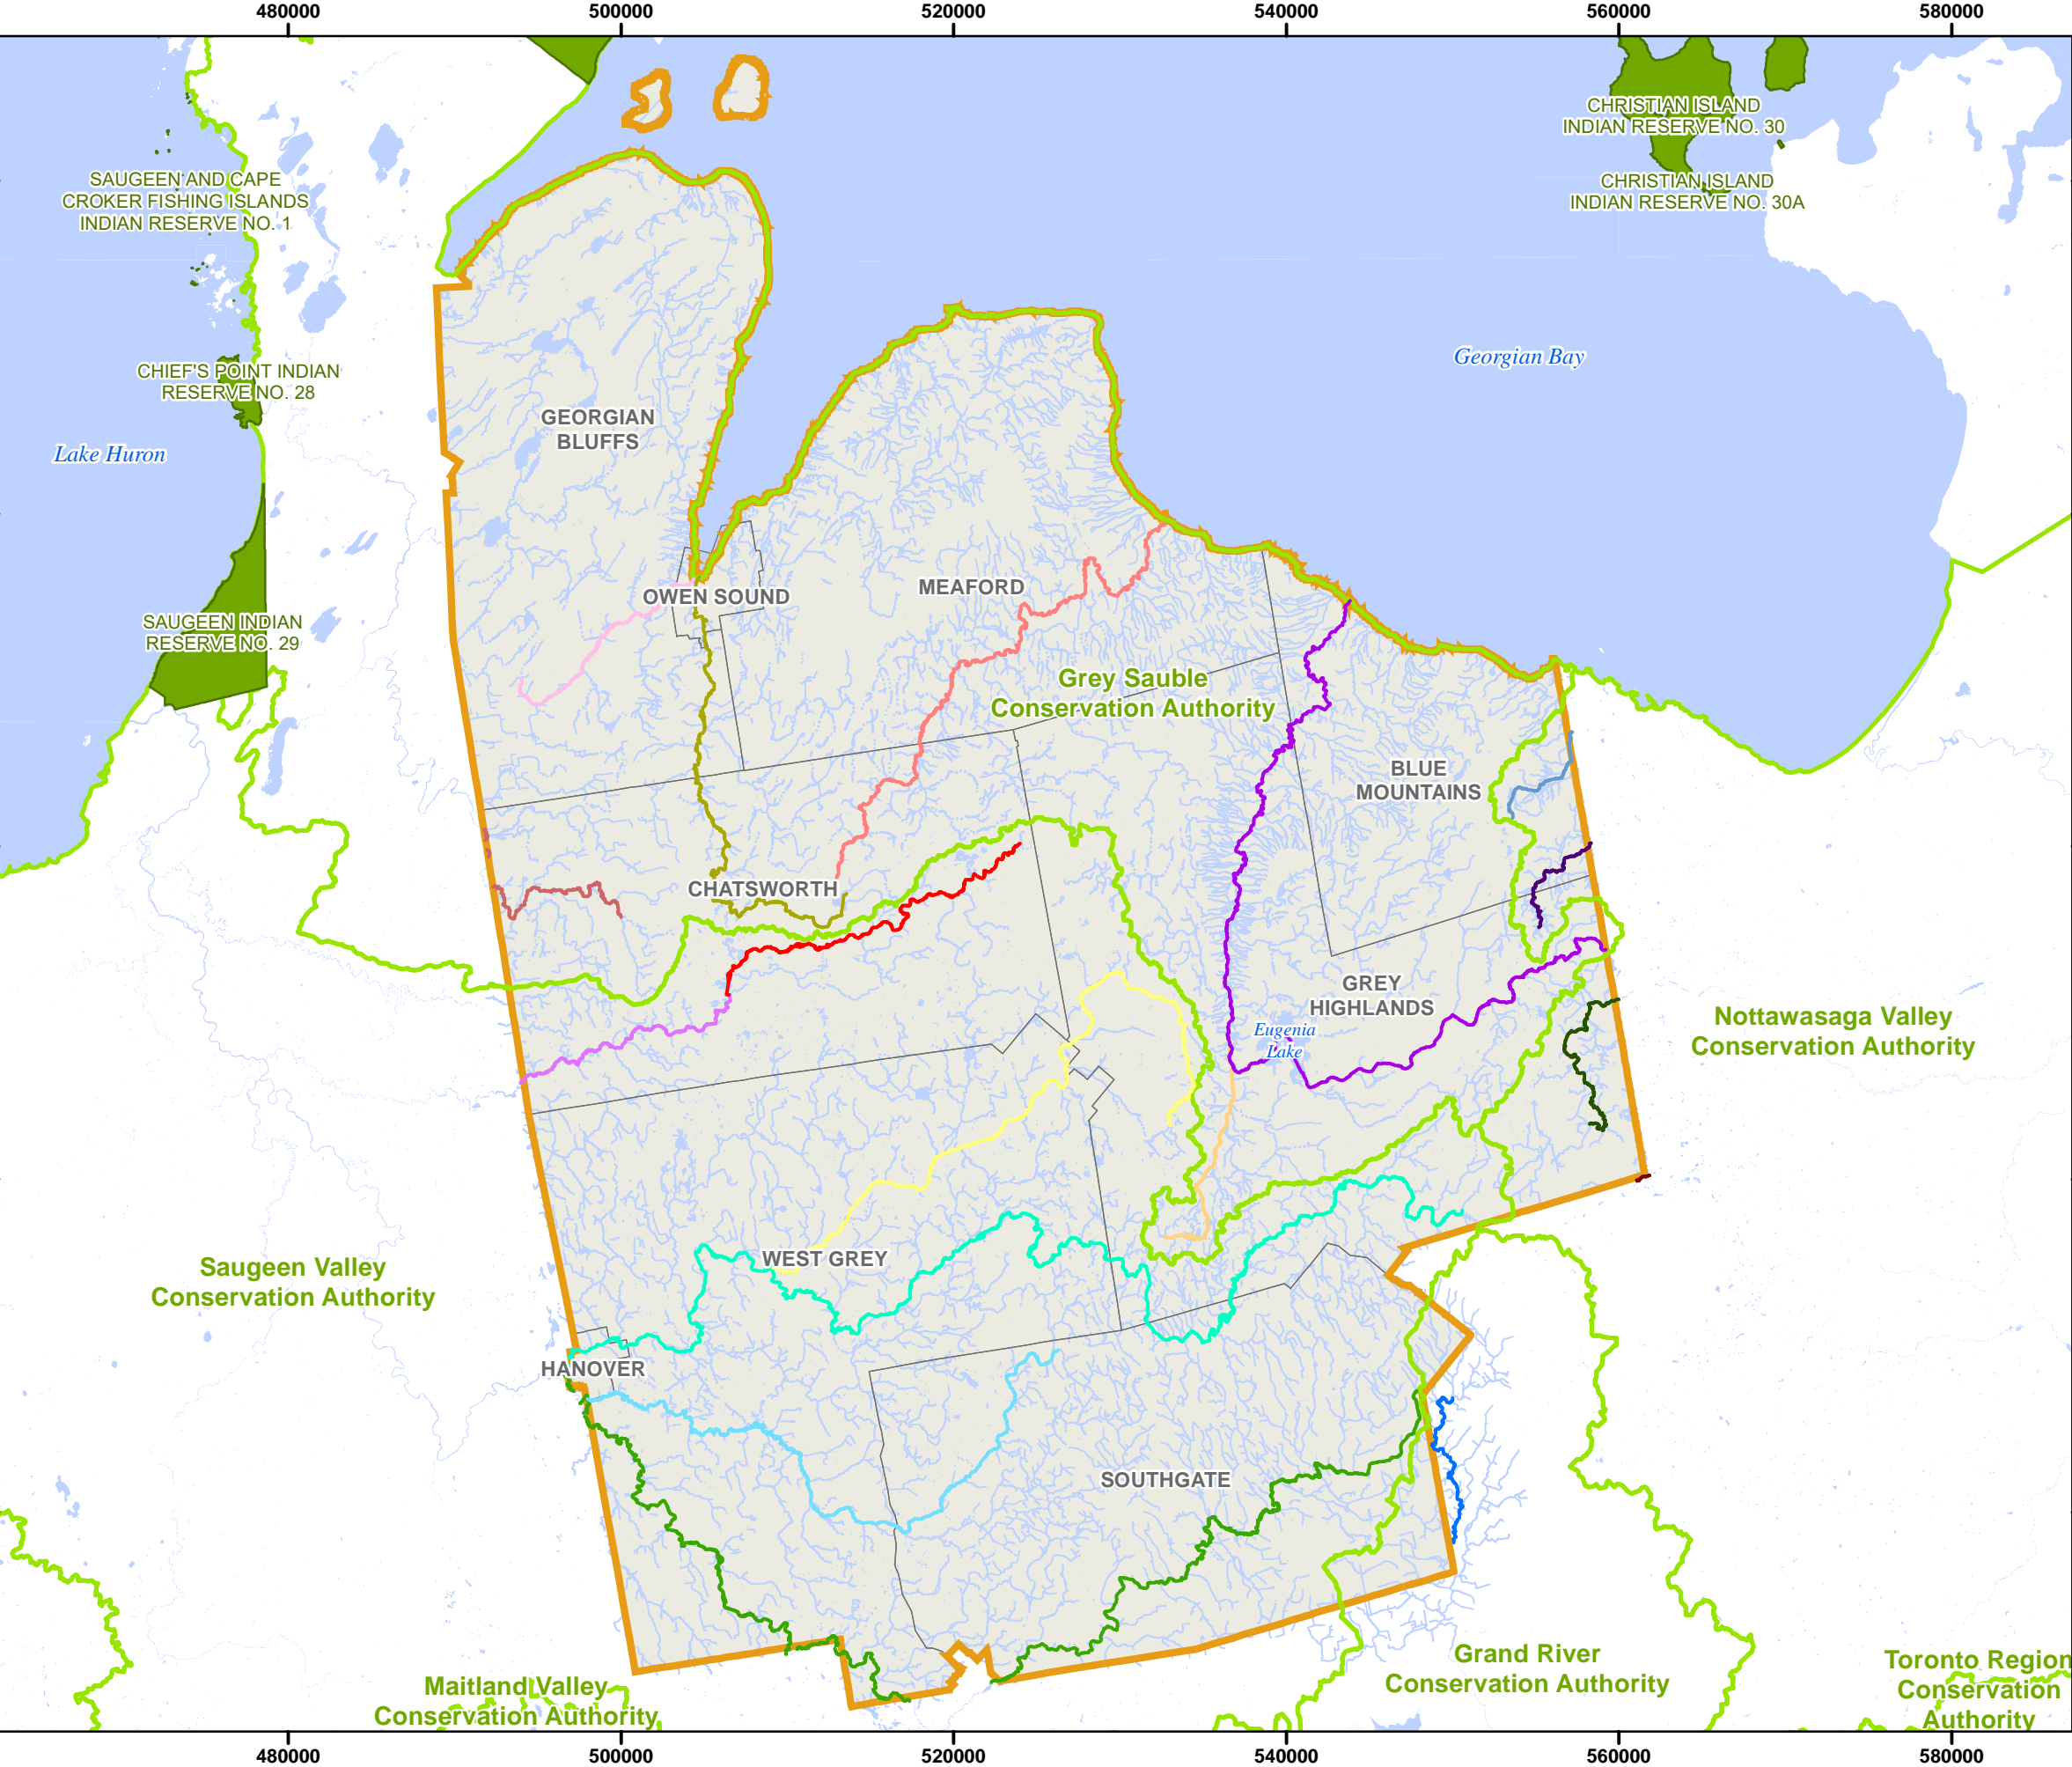 480000 500000 520000 540000 560000 580000
CHRISTIAN ISLAND
INDIAN RESERVE NO. 30
SAUGEEN AND CAPE
CROKER FISHING ISLANDS
INDIAN RESERVE NO. 1
CHRISTIAN ISLAND
INDIAN RESERVE NO. 30A
Georgian Bay
CHIEF'S POINT INDIAN
RESERVE NO. 28
GEORGIAN
BLUFFS
Lake Huron
MEAFORD
OWEN SOUND
SAUGEEN INDIAN
RESERVE NO. 29
Grey Sauble
Conservation Authority
BLUE
MOUNTAINS
CHATSWORTH
GREY
HIGHLANDS
Eugenia
Lake
Nottawasaga Valley
Conservation Authority
WEST GREY
Saugeen Valley
Conservation Authority
HANOVER
SOUTHGATE
Grand River
Conservation Authority
Toronto Region
Conservation
Authority
Maitland Valley
Conservation Authority
480000 500000 520000 540000 560000 580000